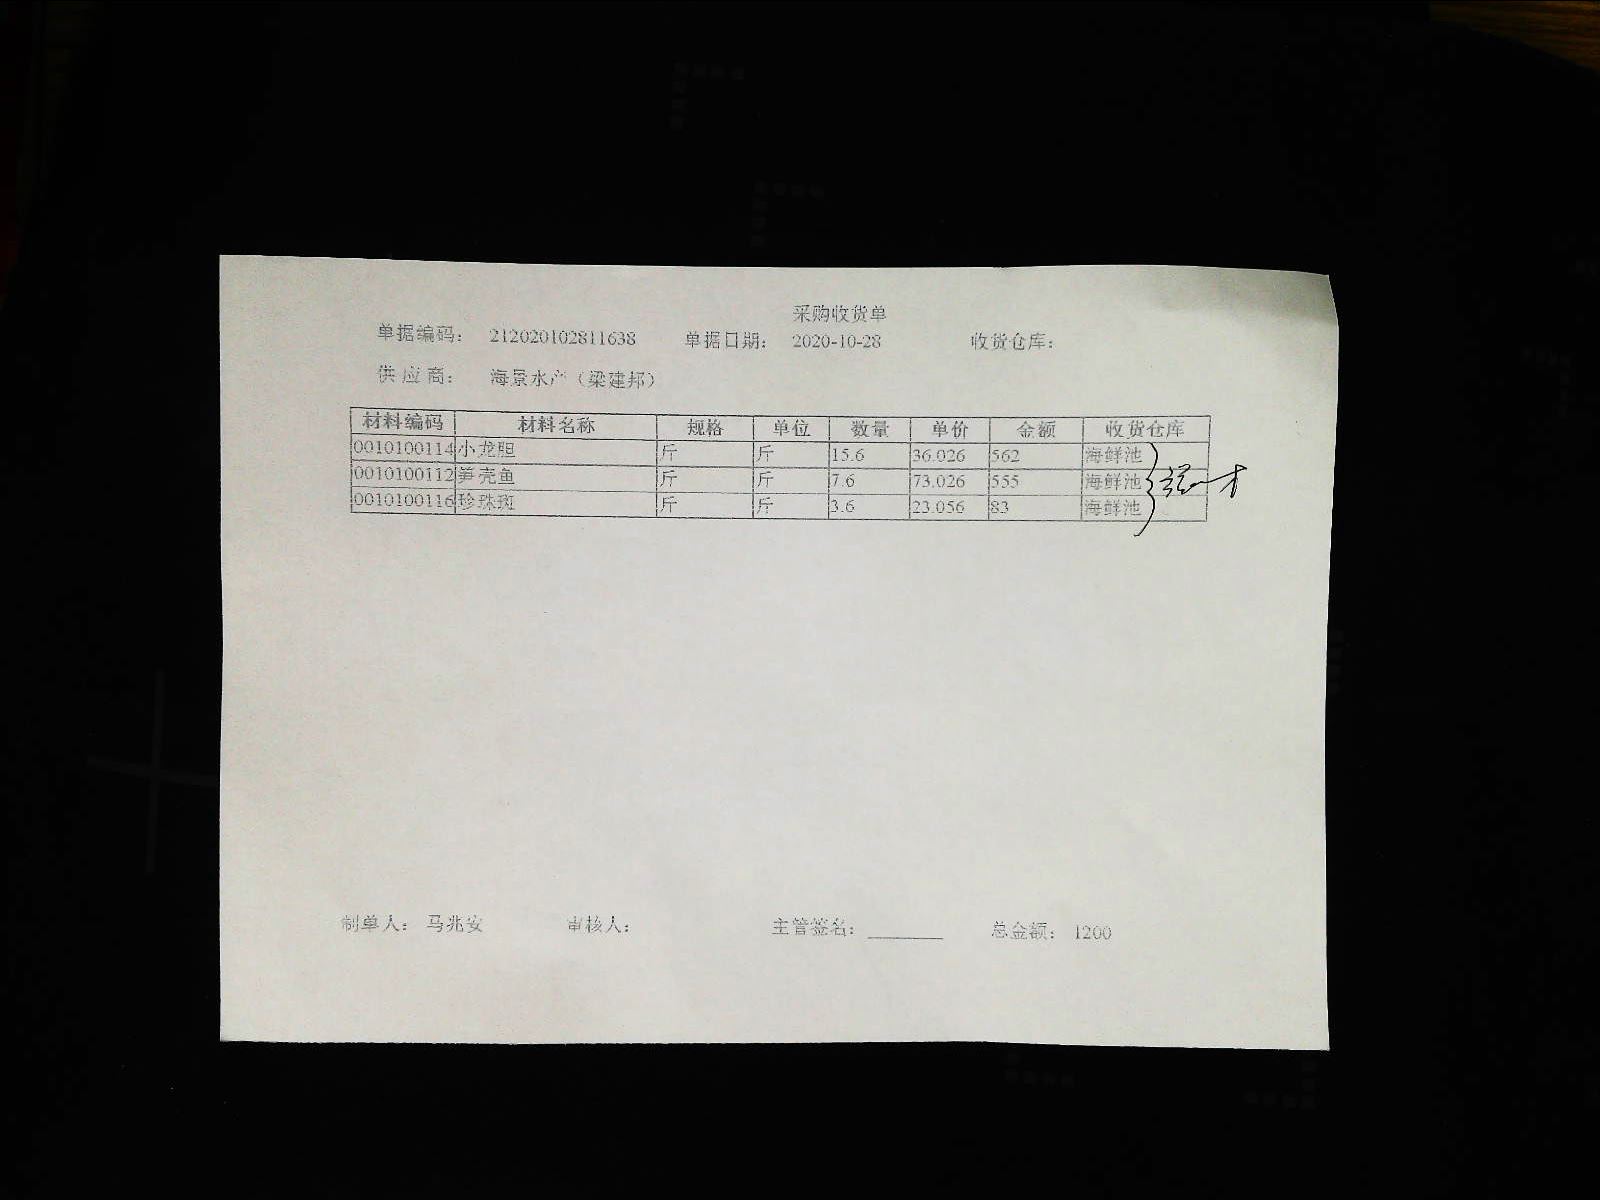 采购收货单
单据编码： 212020102811638 单据日期： 2020-10-28 收货仓库：
供 应 商： 海景水产（梁建邦）
材料编码 材料名称 规格 单位 数量 单价 金额 收货仓库
0010100114 小龙胆 斤 斤 15.6 36.026 562 海鲜池
0010100112 笋壳鱼 斤 斤 7.6 73.026 555 海鲜池
0010100116 珍珠斑 斤 斤 3.6 23.056 83 海鲜池
制单人： 马兆安 审核人： 主管签名： ________ 总金额： 1200